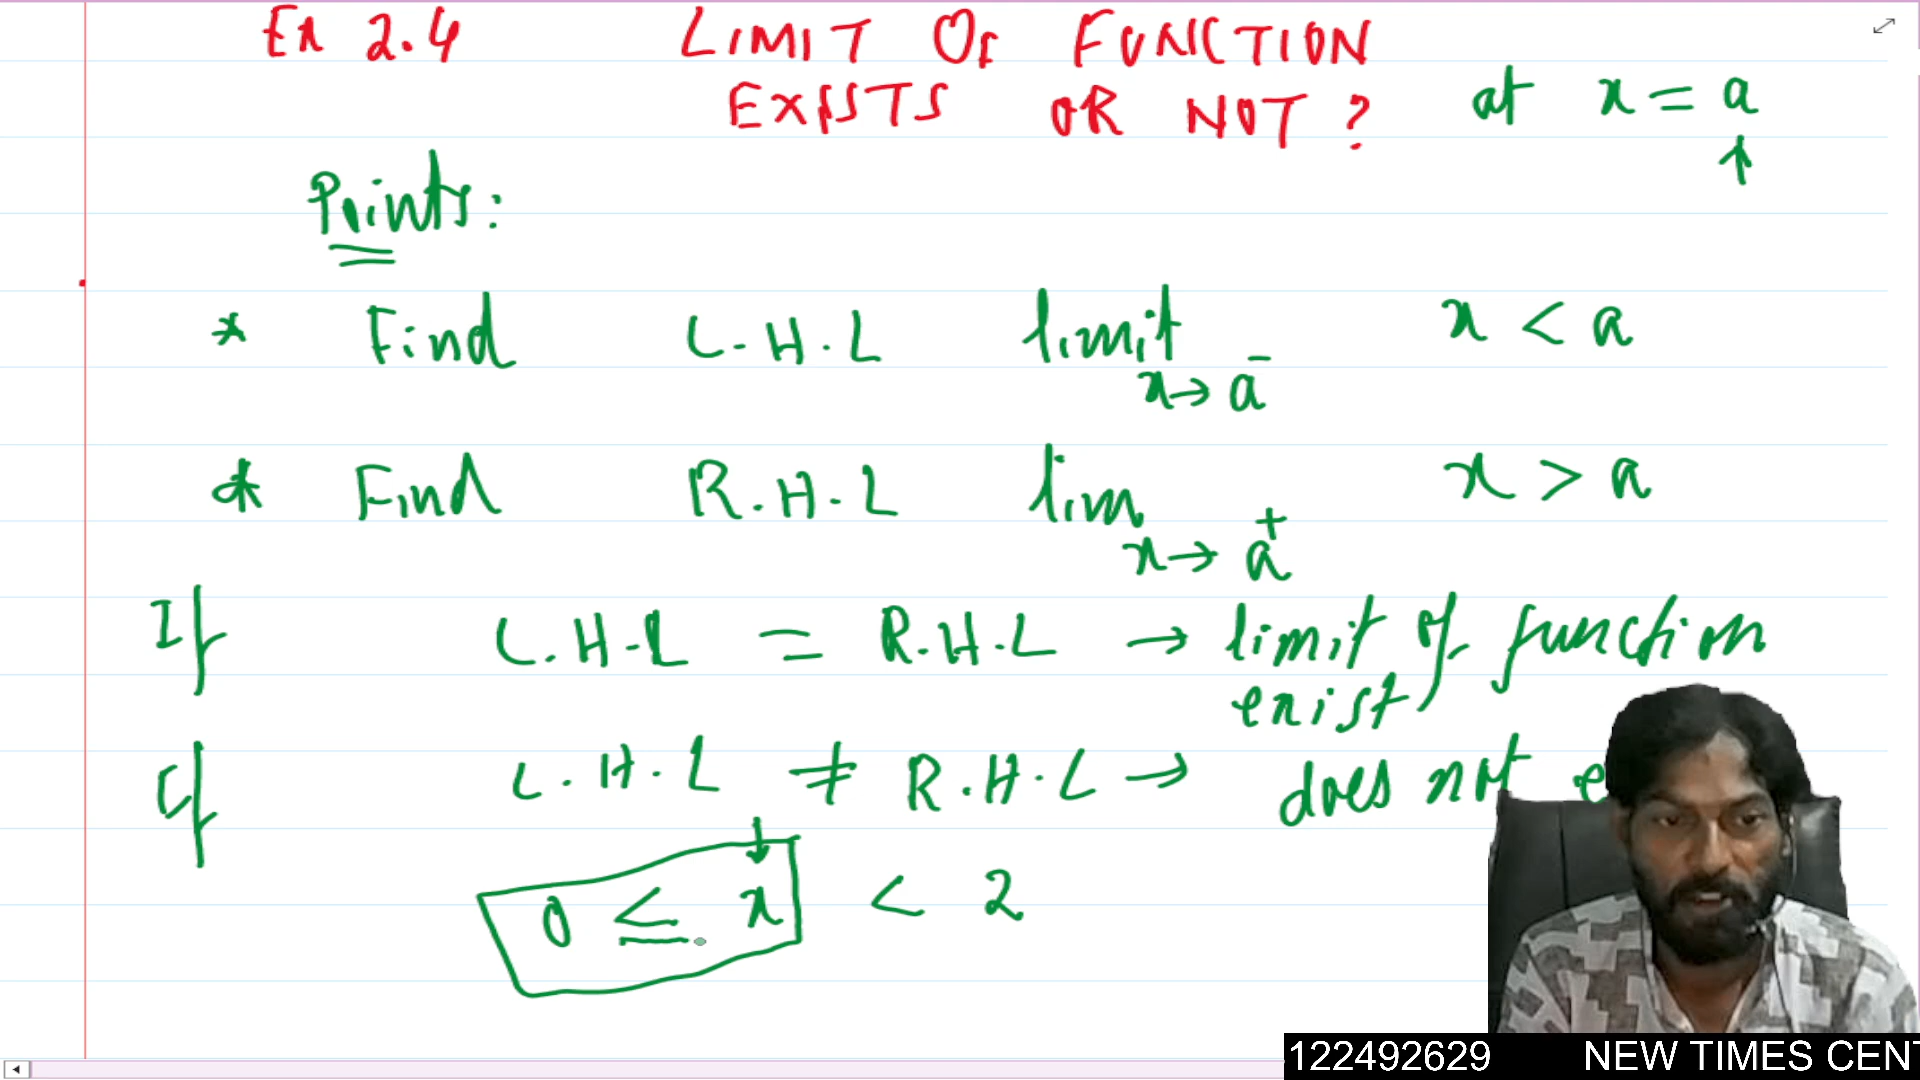 Ex 2.4 LIMIT OF FUNCTION
EXISTS OR NOT ? at x = a
Points:
* Find L.H.L limit x→a⁻ x < a
* Find R.H.L lim x→a⁺ x > a
If L.H.L = R.H.L → limit of function
exist
If L.H.L ≠ R.H.L → does not
0 ≤ x < 2
122492629 NEW TIMES CENT